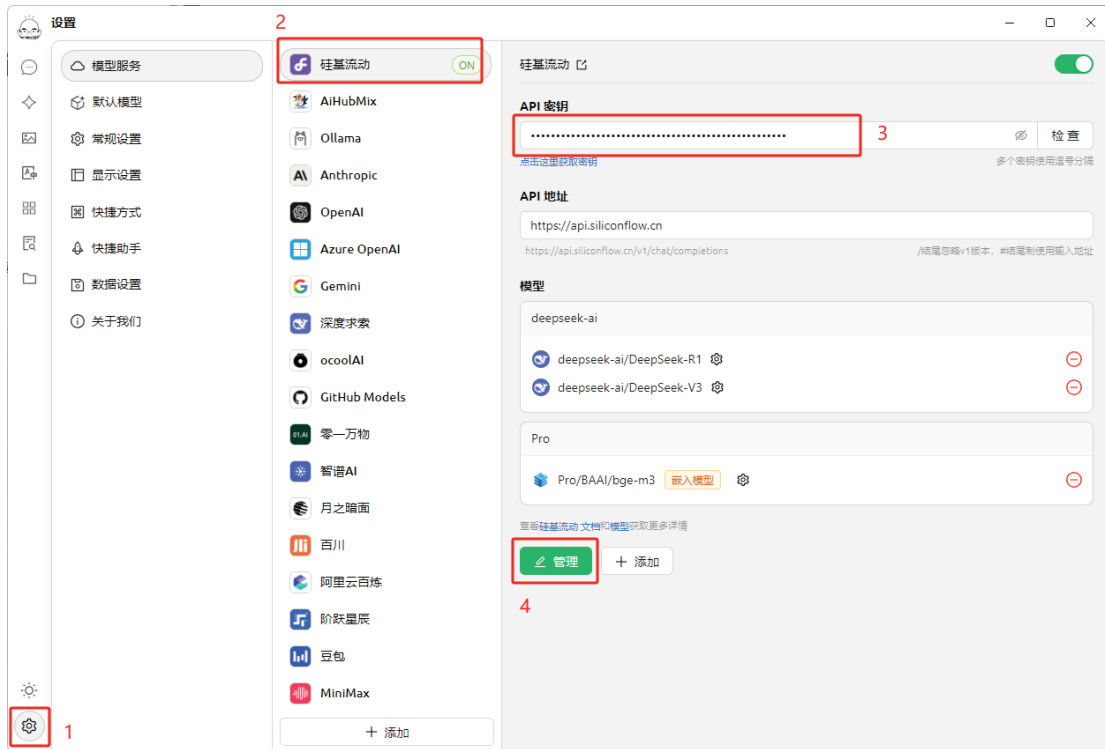 设置
2
模型服务
默认模型
常规设置
显示设置
快捷方式
快捷助手
数据设置
关于我们
1
硅基流动 ON
AiHubMix
Ollama
Anthropic
OpenAI
Azure OpenAI
Gemini
深度求索
ocoolAI
GitHub Models
01.AI 零一万物
智谱AI
月之暗面
百川
阿里云百炼
阶跃星辰
豆包
MiniMax
+ 添加
硅基流动
API 密钥
•••••••••••••••••••••••••••••••••••••••••••••••••••
3
检查
点击这里获取密钥
多个密钥使用逗号分隔
API 地址
https://api.siliconflow.cn
https://api.siliconflow.cn/v1/chat/completions
/结尾忽略v1版本，#结尾制使用输入地址
模型
deepseek-ai
deepseek-ai/DeepSeek-R1
deepseek-ai/DeepSeek-V3
Pro
Pro/BAAI/bge-m3 嵌入模型
查看硅基流动 文档和模型获取更多详情
管理
+ 添加
4